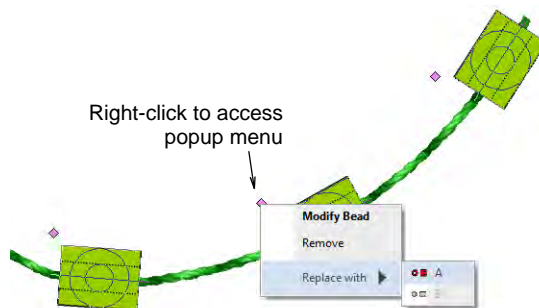 Right-click to access
popup menu
Modify Bead
Remove
Replace with
A